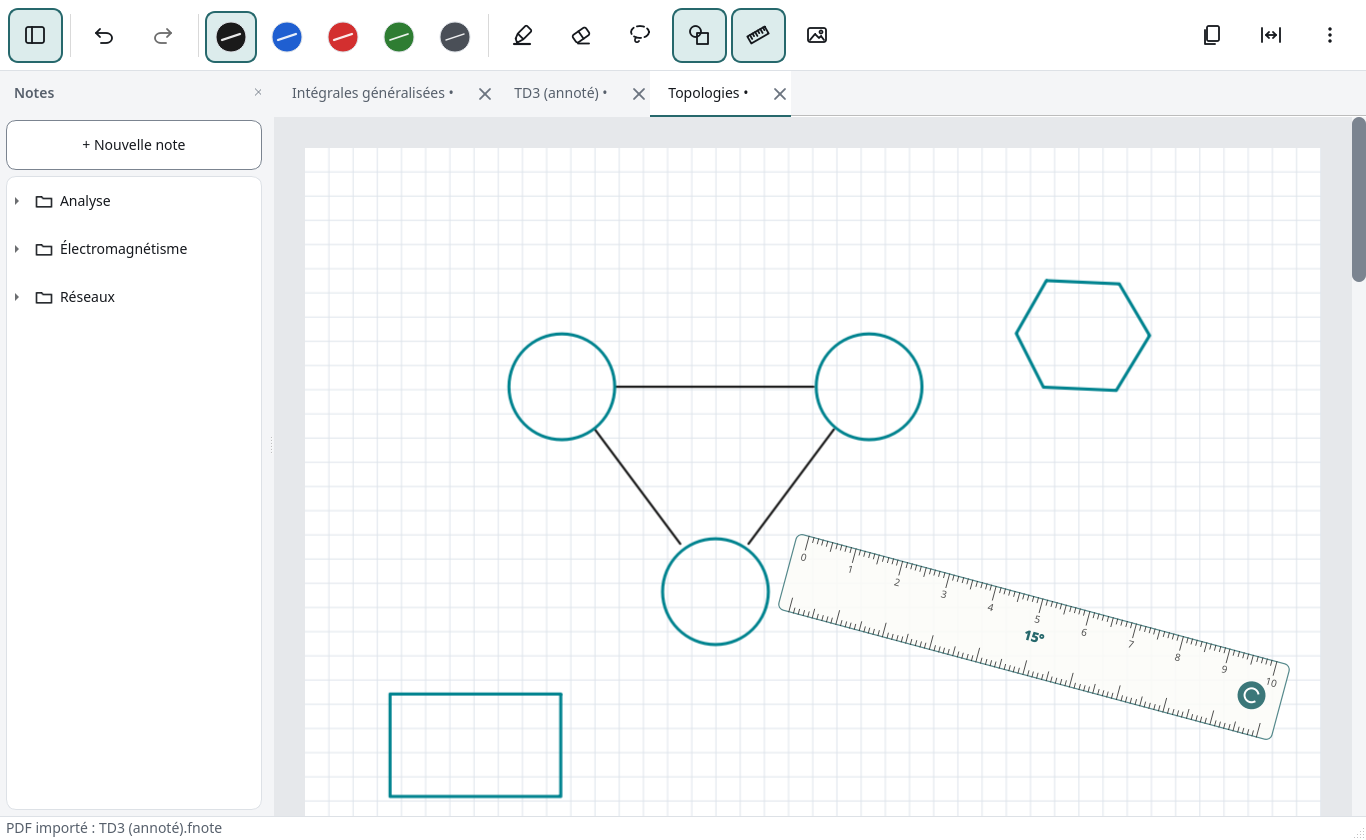 Notes
×
Intégrales généralisées •
TD3 (annoté) •
Topologies •
+ Nouvelle note
Analyse
Électromagnétisme
Réseaux
0
1
2
3
4
5
6
7
8
9
10
15°
PDF importé : TD3 (annoté).fnote